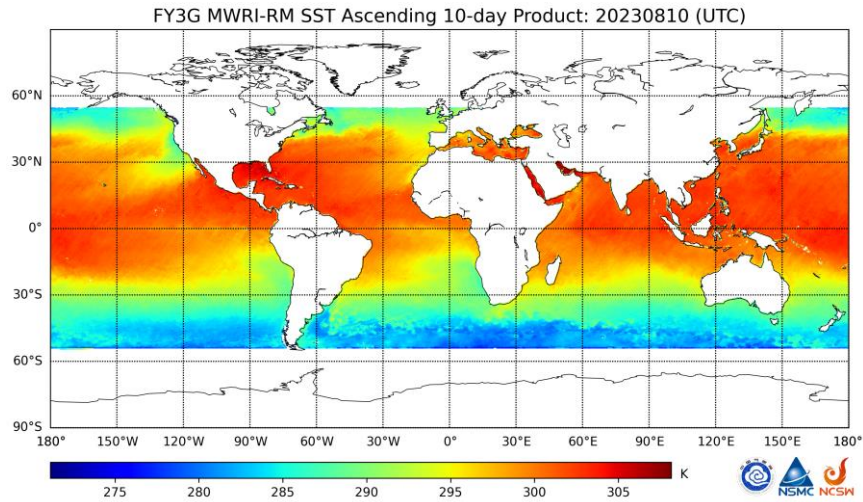 FY3G MWRI-RM SST Ascending 10-day Product: 20230810 (UTC)
60°N
30°N
0°
30°S
60°S
90°S
180° 150°W 120°W 90°W 60°W 30°W 0° 30°E 60°E 90°E 120°E 150°E 180°
275 280 285 290 295 300 305 K
NSMC NCSW